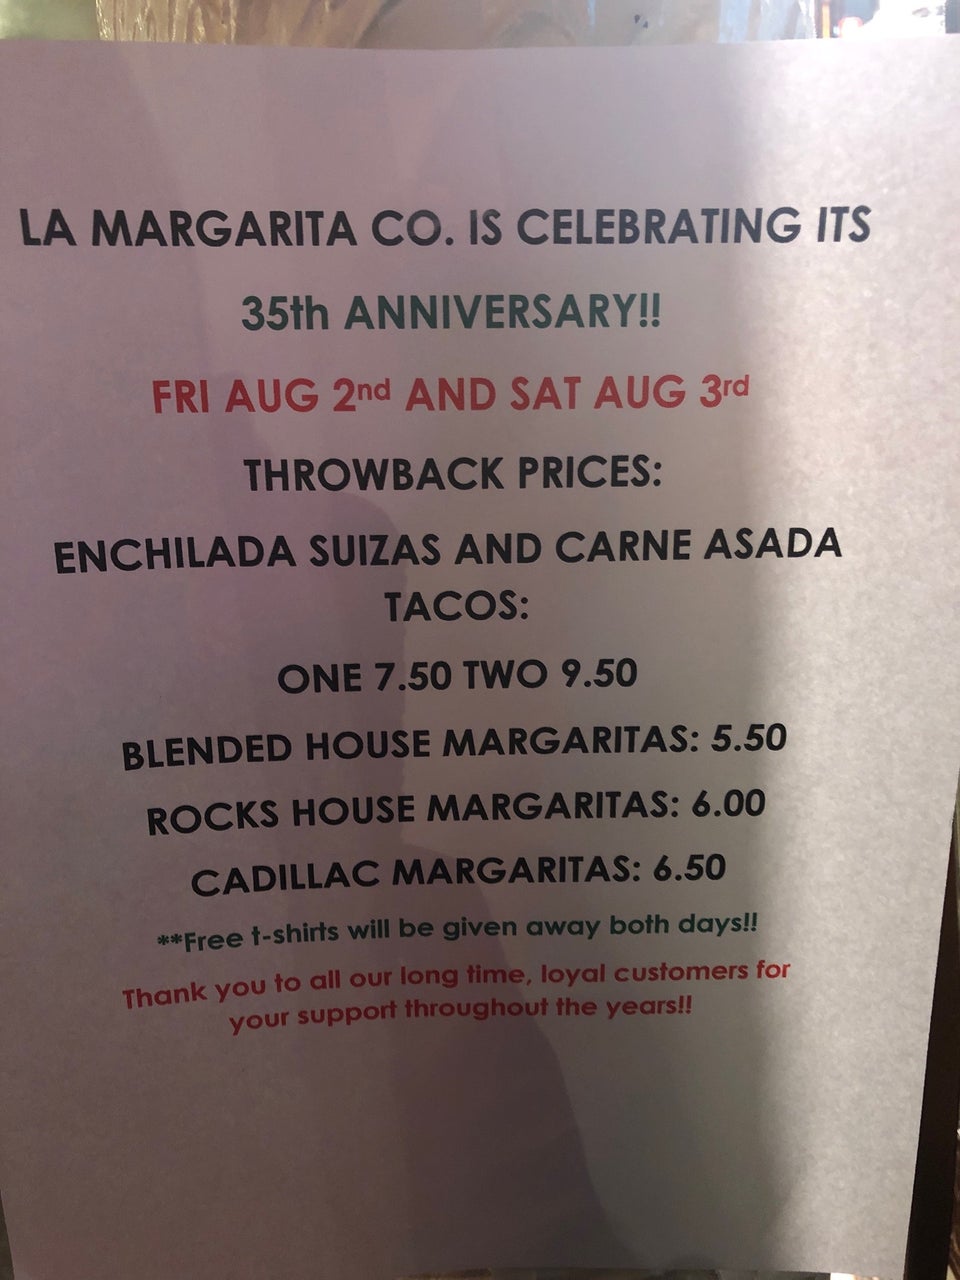 LA MARGARITA CO. IS CELEBRATING ITS
35th ANNIVERSARY!!
FRI AUG 2nd AND SAT AUG 3rd
THROWBACK PRICES:
ENCHILADA SUIZAS AND CARNE ASADA
TACOS:
ONE 7.50 TWO 9.50
BLENDED HOUSE MARGARITAS: 5.50
ROCKS HOUSE MARGARITAS: 6.00
CADILLAC MARGARITAS: 6.50
**Free t-shirts will be given away both days!!
Thank you to all our long time, loyal customers for
your support throughout the years!!